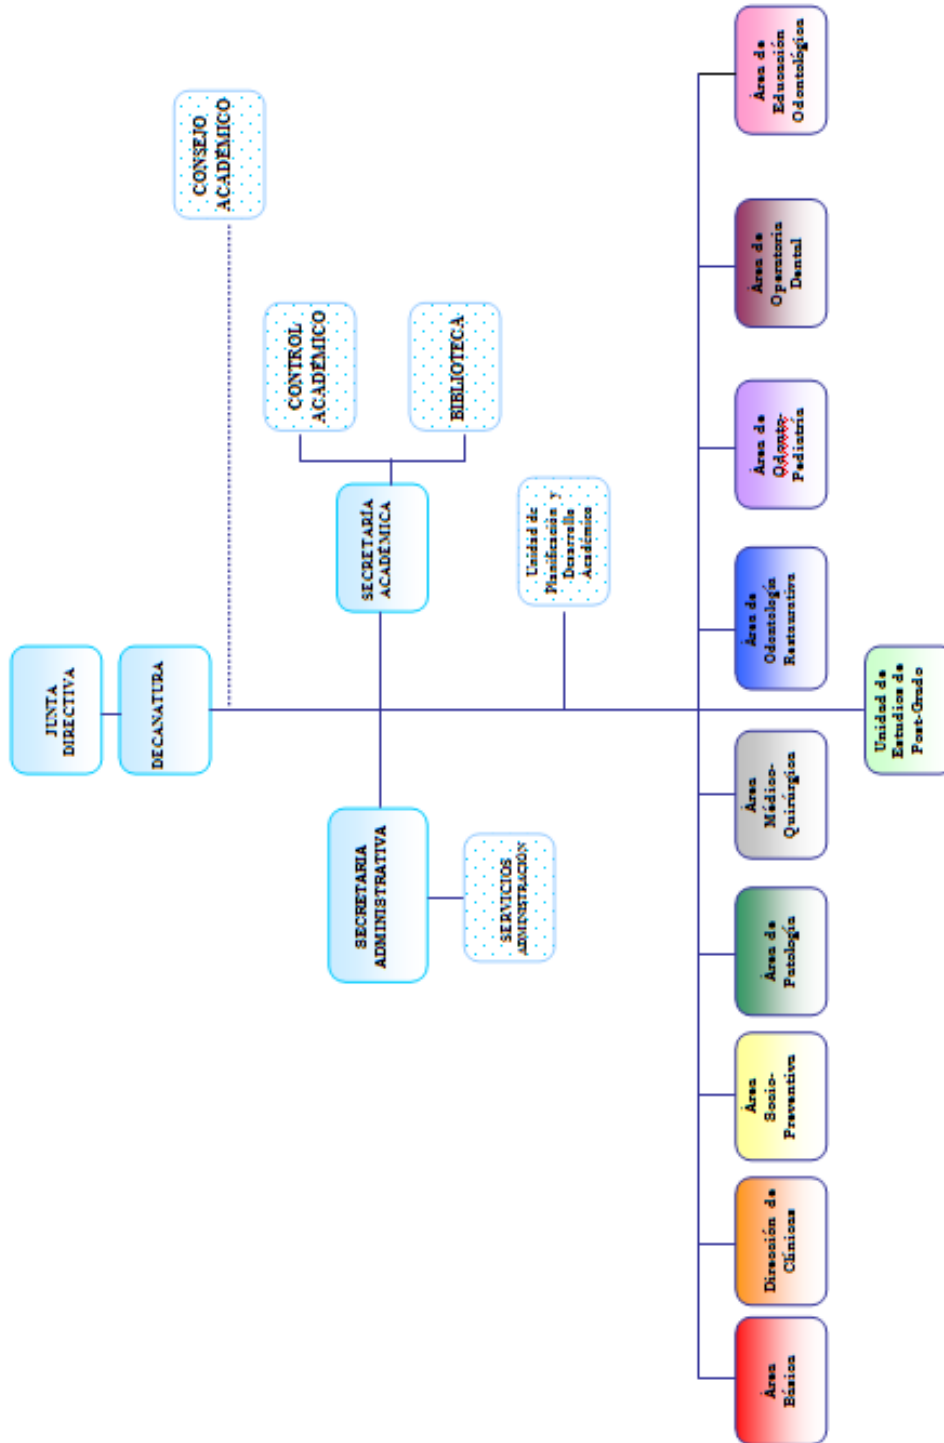 JUNTA
DIRECTIVA
DECANATURA
CONSEJO
ACADÉMICO
SECRETARIA
ADMINISTRATIVA
SECRETARÍA
ACADÉMICA
CONTROL
ACADÉMICO
BIBLIOTECA
SERVICIOS
ADMINISTRACIÓN
Unidad de
Planificación y
Desarrollo
Académico
Área
Básica
Dirección de
Clínicas
Área
Socio-
Preventiva
Área de
Patología
Área
Médico-
Quirúrgica
Área de
Odontología
Restaurativa
Área de
Odonto-
Pediatría
Área de
Operatoria
Dental
Área de
Educación
Odontológica
Unidad de
Estudios de
Post-Grado